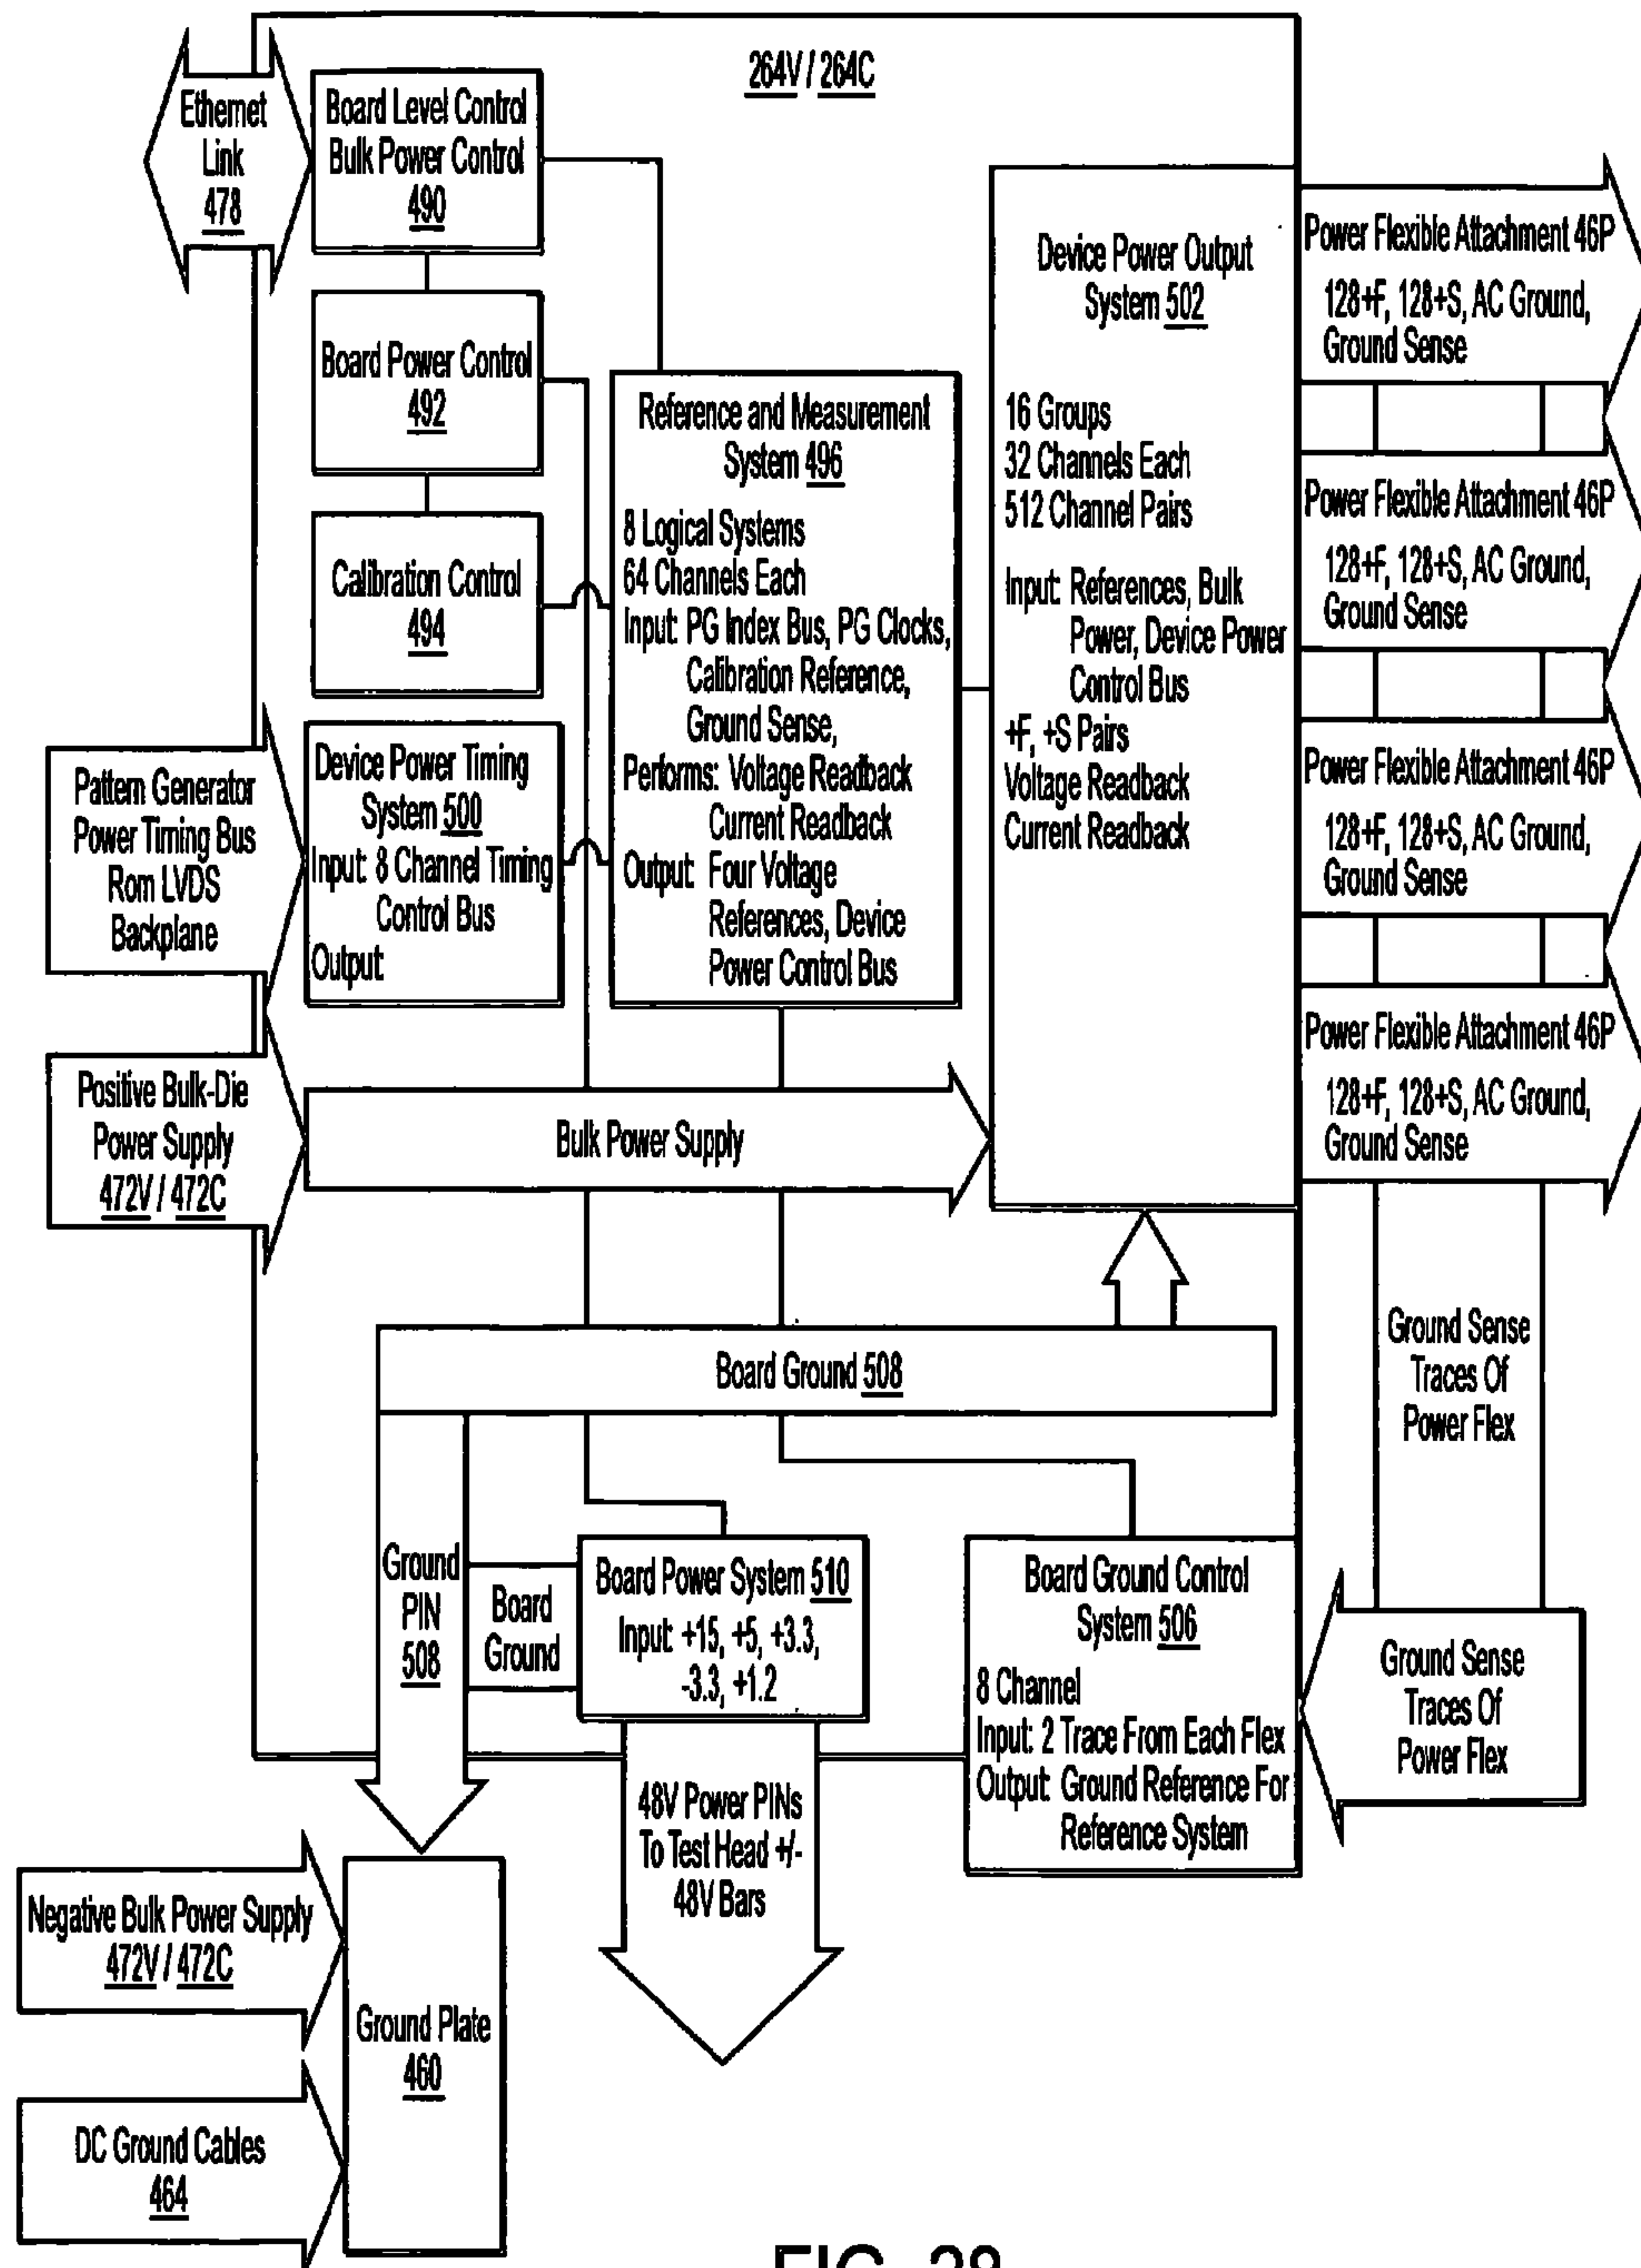 264V / 264C
Ethernet
Link
478
Board Level Control
Bulk Power Control
490
Board Power Control
492
Calibration Control
494
Pattern Generator
Power Timing Bus
Rom LVDS
Backplane
Device Power Timing
System 500
Input: 8 Channel Timing
Control Bus
Output:
Reference and Measurement
System 496
8 Logical Systems
64 Channels Each
Input: PG Index Bus, PG Clocks,
Calibration Reference,
Ground Sense,
Performs: Voltage Readback
Current Readback
Output: Four Voltage
References, Device
Power Control Bus
Device Power Output
System 502
16 Groups
32 Channels Each
512 Channel Pairs
Input: References, Bulk
Power, Device Power
Control Bus
+F, +S Pairs
Voltage Readback
Current Readback
Power Flexible Attachment 46P
128+F, 128+S, AC Ground,
Ground Sense
Power Flexible Attachment 46P
128+F, 128+S, AC Ground,
Ground Sense
Power Flexible Attachment 46P
128+F, 128+S, AC Ground,
Ground Sense
Power Flexible Attachment 46P
128+F, 128+S, AC Ground,
Ground Sense
Positive Bulk-Die
Power Supply
472V / 472C
Bulk Power Supply
Board Ground 508
Ground Sense
Traces Of
Power Flex
Ground
PIN
508
Board
Ground
Board Power System 510
Input: +15, +5, +3.3,
-3.3, +1.2
Board Ground Control
System 506
8 Channel
Input: 2 Trace From Each Flex
Output: Ground Reference For
Reference System
Ground Sense
Traces Of
Power Flex
48V Power PINs
To Test Head +/-
48V Bars
Negative Bulk Power Supply
472V / 472C
Ground Plate
460
DC Ground Cables
464
FIG. 28